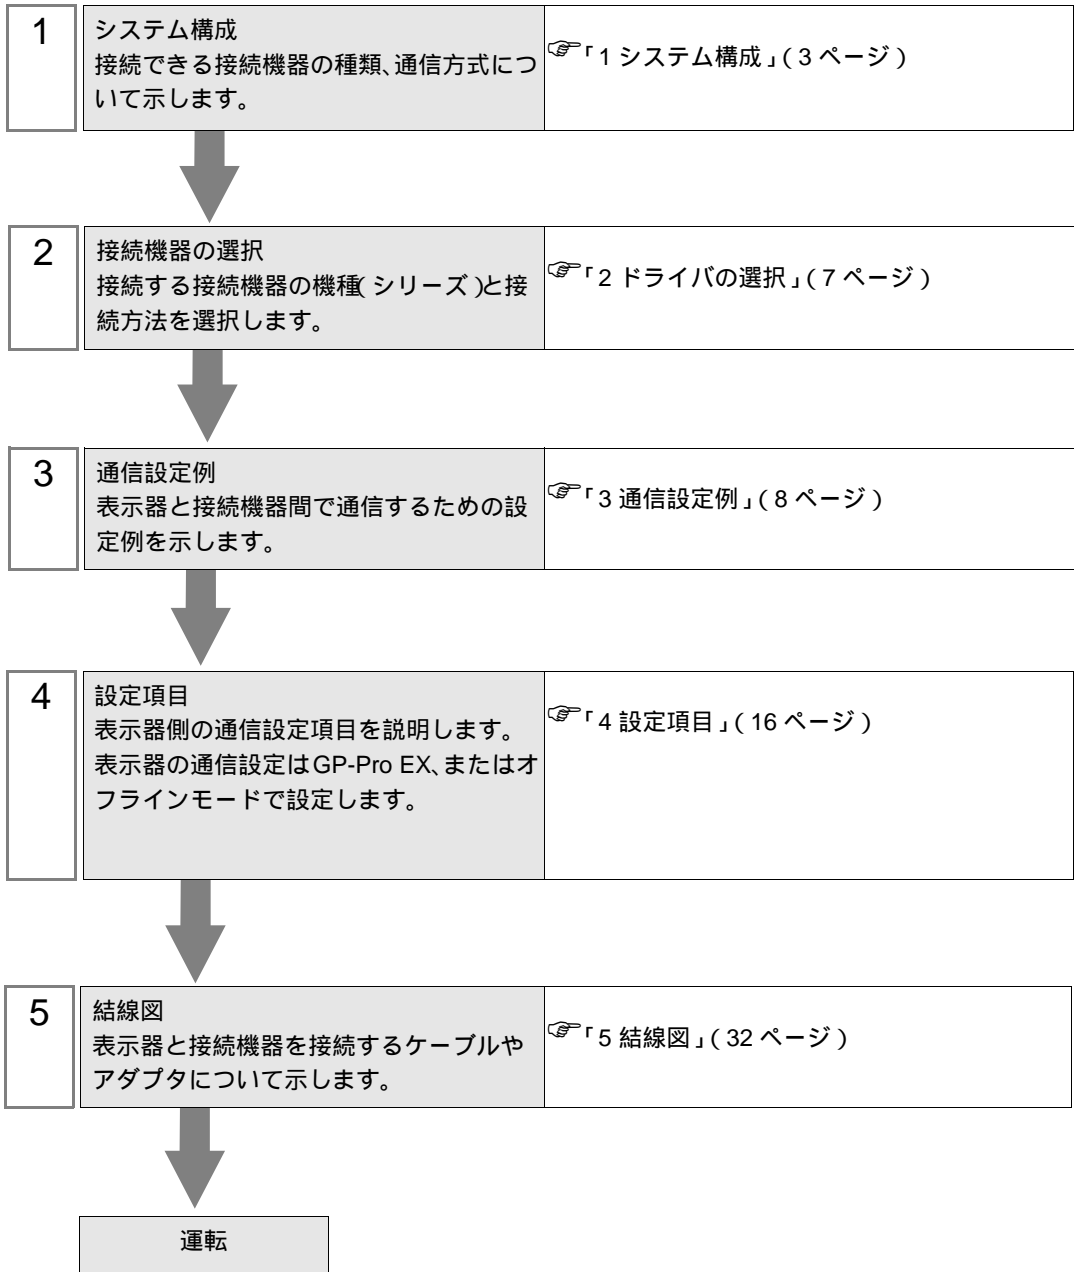 1
システム構成
接続できる接続機器の種類、通信方式につ
いて示します。
☞「1 システム構成」(3 ページ)
2
接続機器の選択
接続する接続機器の機種(シリーズ)と接
続方法を選択します。
☞「2 ドライバの選択」(7 ページ)
3
通信設定例
表示器と接続機器間で通信するための設
定例を示します。
☞「3 通信設定例」(8 ページ)
4
設定項目
表示器側の通信設定項目を説明します。
表示器の通信設定はGP-Pro EX、またはオ
フラインモードで設定します。
☞「4 設定項目」(16 ページ)
5
結線図
表示器と接続機器を接続するケーブルや
アダプタについて示します。
☞「5 結線図」(32 ページ)
運転